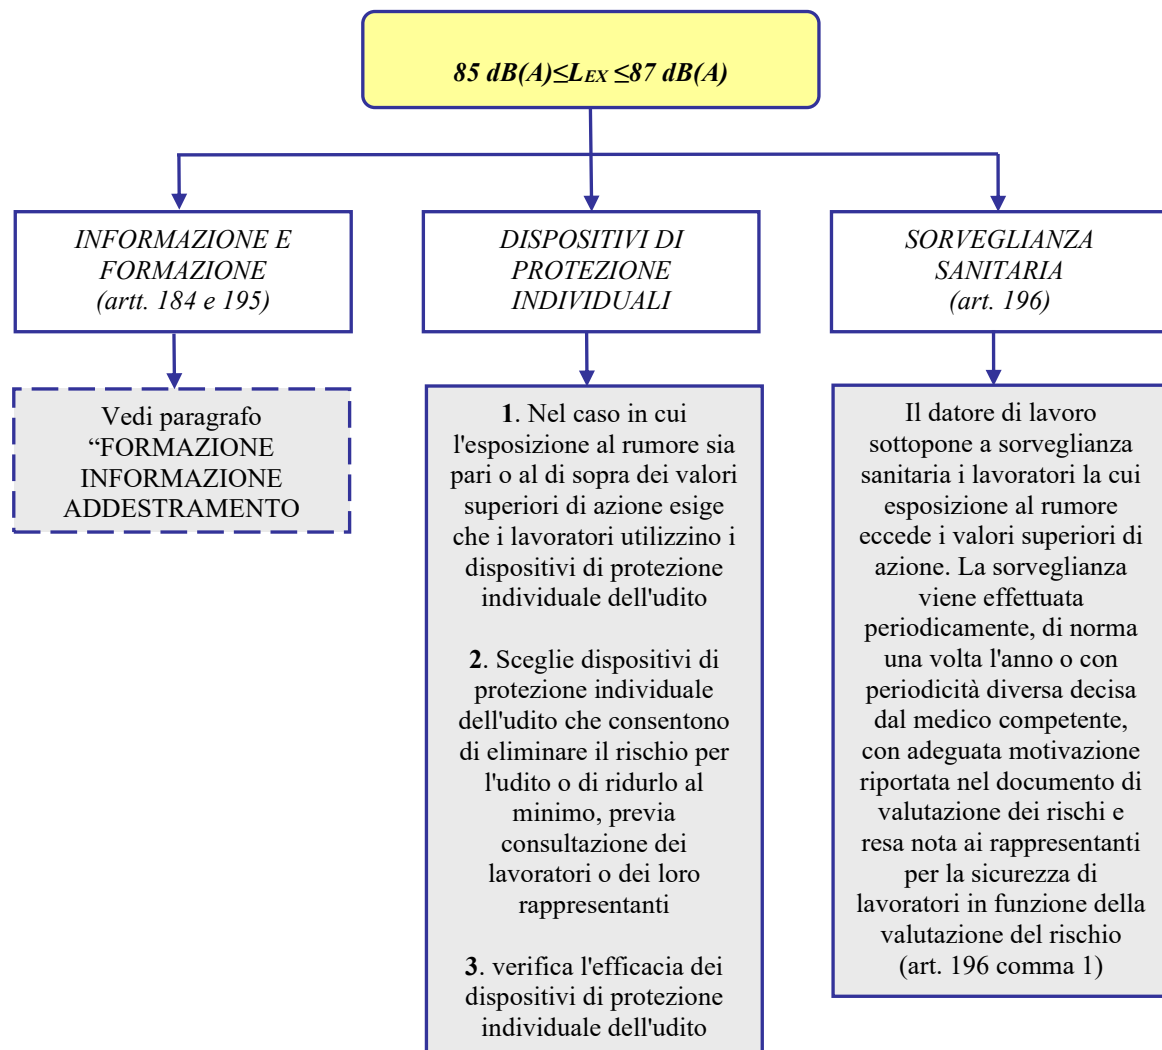 85 dB(A)≤LEX ≤87 dB(A)
INFORMAZIONE E
FORMAZIONE
(artt. 184 e 195)
DISPOSITIVI DI
PROTEZIONE
INDIVIDUALI
SORVEGLIANZA
SANITARIA
(art. 196)
Vedi paragrafo
“FORMAZIONE
INFORMAZIONE
ADDESTRAMENTO
1. Nel caso in cui
l'esposizione al rumore sia
pari o al di sopra dei valori
superiori di azione esige
che i lavoratori utilizzino i
dispositivi di protezione
individuale dell'udito
2. Sceglie dispositivi di
protezione individuale
dell'udito che consentono
di eliminare il rischio per
l'udito o di ridurlo al
minimo, previa
consultazione dei
lavoratori o dei loro
rappresentanti
3. verifica l'efficacia dei
dispositivi di protezione
individuale dell'udito
Il datore di lavoro
sottopone a sorveglianza
sanitaria i lavoratori la cui
esposizione al rumore
eccede i valori superiori di
azione. La sorveglianza
viene effettuata
periodicamente, di norma
una volta l'anno o con
periodicità diversa decisa
dal medico competente,
con adeguata motivazione
riportata nel documento di
valutazione dei rischi e
resa nota ai rappresentanti
per la sicurezza di
lavoratori in funzione della
valutazione del rischio
(art. 196 comma 1)